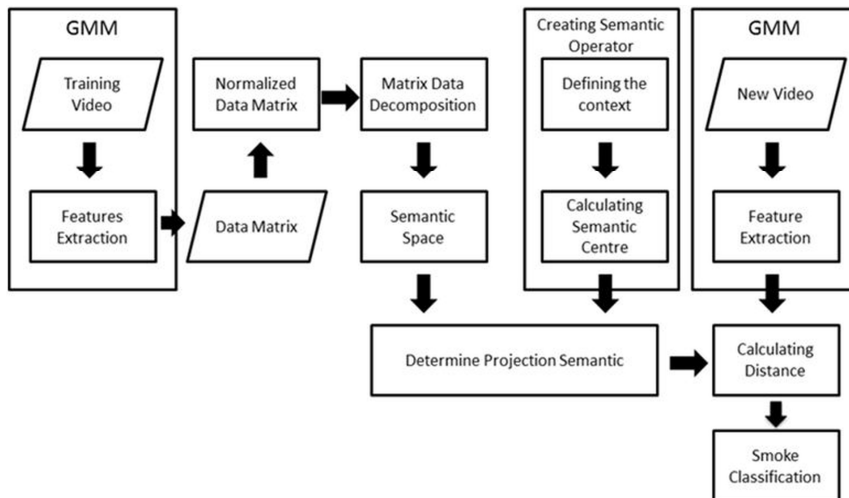 GMM
Training
Video
Features
Extraction
Data Matrix
Normalized
Data Matrix
Matrix Data
Decomposition
Semantic
Space
Creating Semantic
Operator
Defining the
context
Calculating
Semantic
Centre
GMM
New Video
Feature
Extraction
Determine Projection Semantic
Calculating
Distance
Smoke
Classification